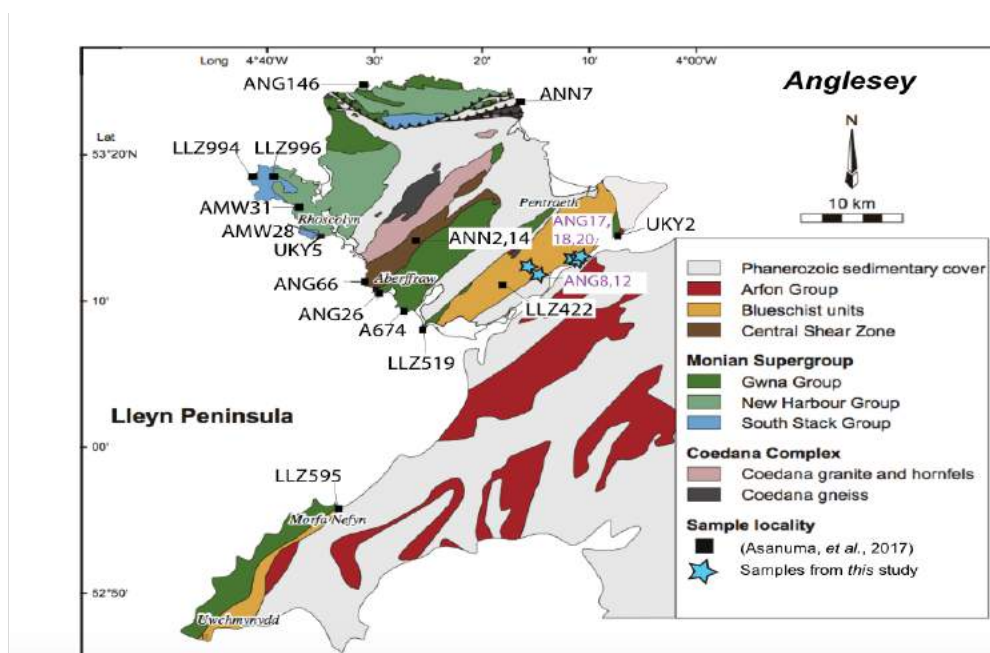 Long
4°40'W
30'
20'
10'
4°00'W
Anglesey
N
10 km
Lat
53°20'N
10'
00'
52°50'
ANG146
ANN7
LLZ994
LLZ996
AMW31
Rhoscolyn
AMW28
UKY5
Pentraeth
ANG17,
18,20,
UKY2
ANN2,14
ANG66
Aberffraw
ANG8,12
ANG26
LLZ422
A674
LLZ519
Lleyn Peninsula
LLZ595
Morfa Nefyn
Uwchmynydd
Phanerozoic sedimentary cover
Arfon Group
Blueschist units
Central Shear Zone
Monian Supergroup
Gwna Group
New Harbour Group
South Stack Group
Coedana Complex
Coedana granite and hornfels
Coedana gneiss
Sample locality
(Asanuma, et al., 2017)
Samples from this study